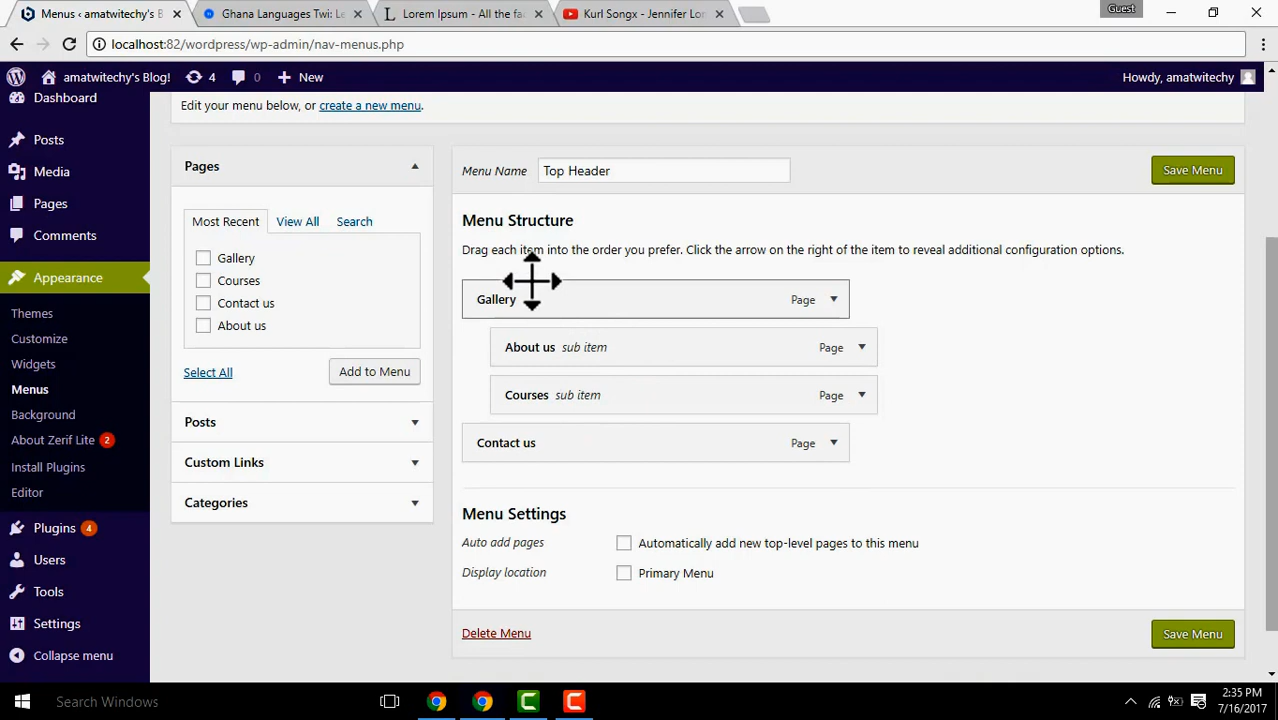 Menus ‹ amatwitechy's B
Ghana Languages Twi: Le
Lorem Ipsum - All the fa
Kurl Songx - Jennifer Lor
Guest
localhost:82/wordpress/wp-admin/nav-menus.php
amatwitechy's Blog! 4 0 New Howdy, amatwitechy
Dashboard
Posts
Media
Pages
Comments
Appearance
Themes
Customize
Widgets
Menus
Background
About Zerif Lite 2
Install Plugins
Editor
Plugins 4
Users
Tools
Settings
Collapse menu
Edit your menu below, or create a new menu.
Pages
Most Recent View All Search
Gallery
Courses
Contact us
About us
Select All Add to Menu
Posts
Custom Links
Categories
Menu Name Top Header Save Menu
Menu Structure
Drag each item into the order you prefer. Click the arrow on the right of the item to reveal additional configuration options.
Gallery Page
About us sub item Page
Courses sub item Page
Contact us Page
Menu Settings
Auto add pages Automatically add new top-level pages to this menu
Display location Primary Menu
Delete Menu Save Menu
Search Windows
2:35 PM
7/16/2017